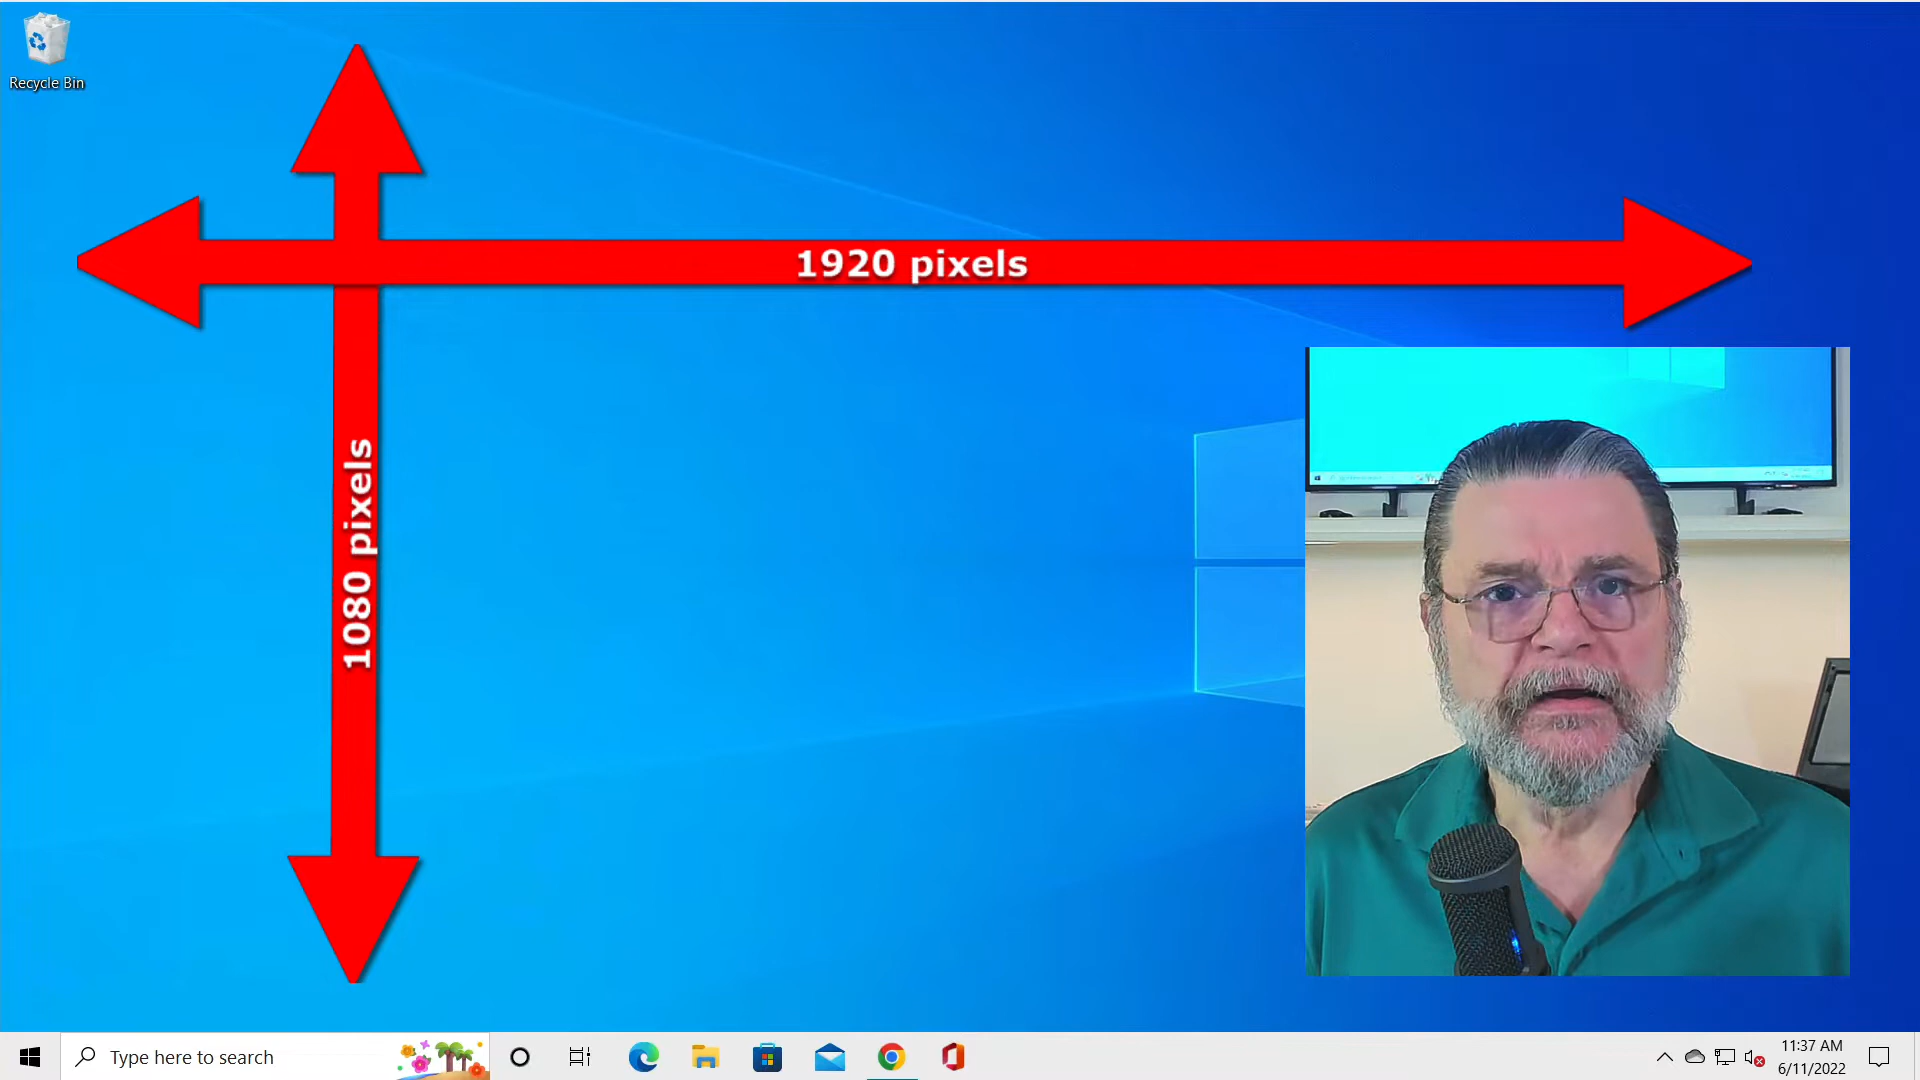 Recycle Bin
1920 pixels
1080 pixels
Type here to search
11:37 AM
6/11/2022